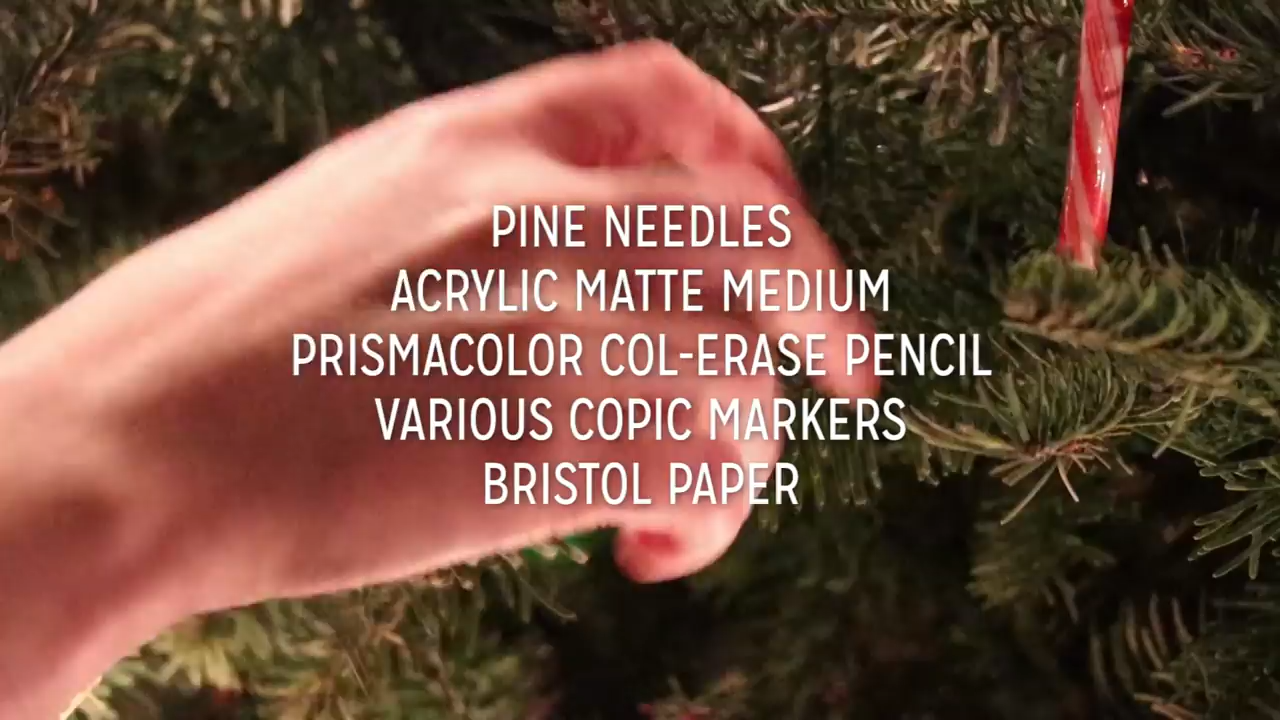 PINE NEEDLES
ACRYLIC MATTE MEDIUM
PRISMACOLOR COL-ERASE PENCIL
VARIOUS COPIC MARKERS
BRISTOL PAPER